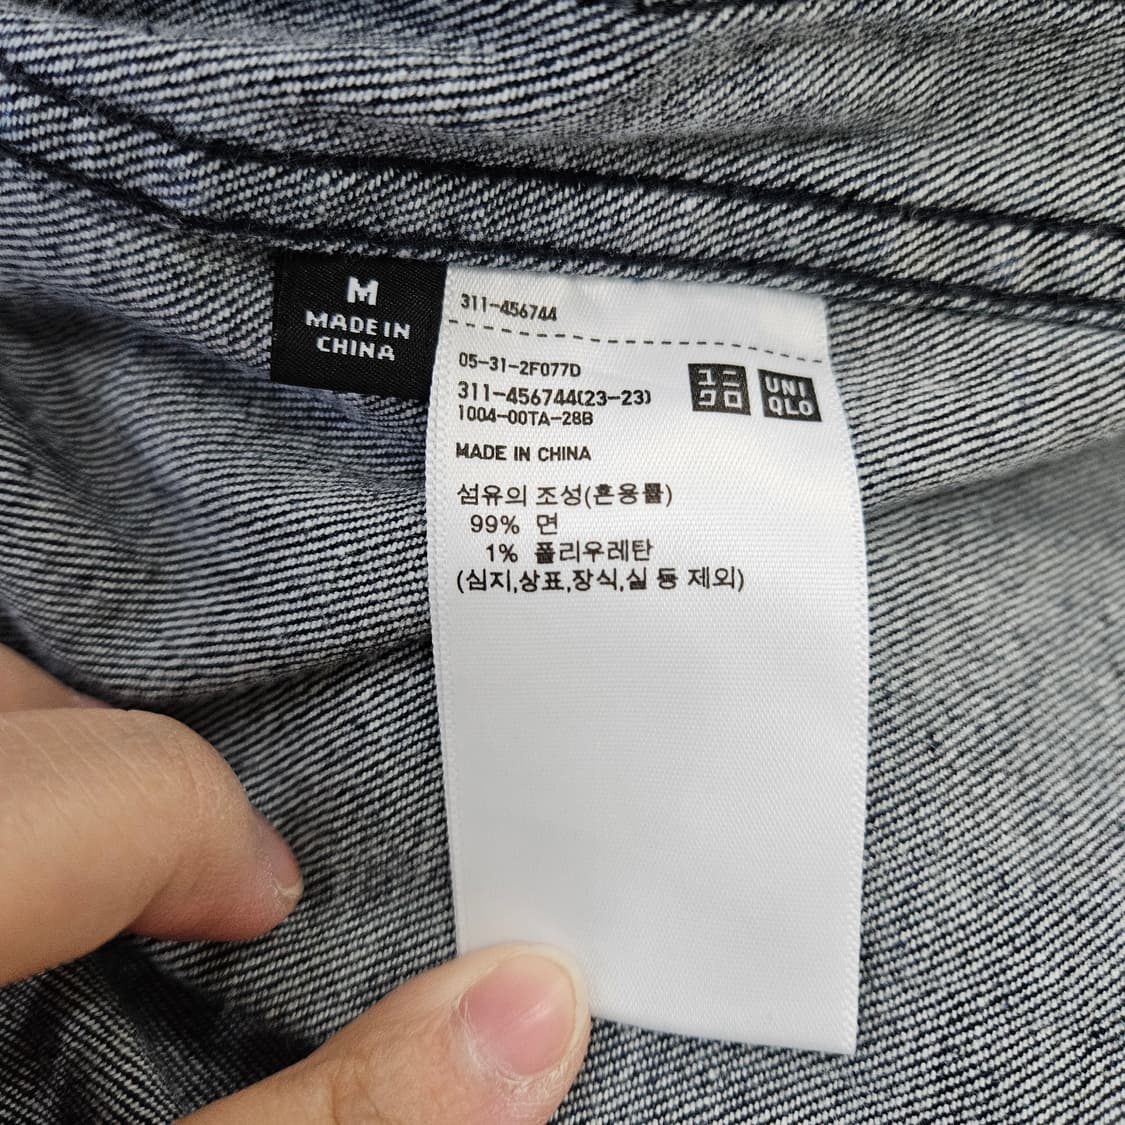 M
MADE IN
CHINA
311-456744
05-31-2F077D
311-456744(23-23)
1004-00TA-28B
ユニ
クロ
UNI
QLO
MADE IN CHINA
섬유의 조성(혼용률)
99% 면
1% 폴리우레탄
(심지,상표,장식,실 등 제외)